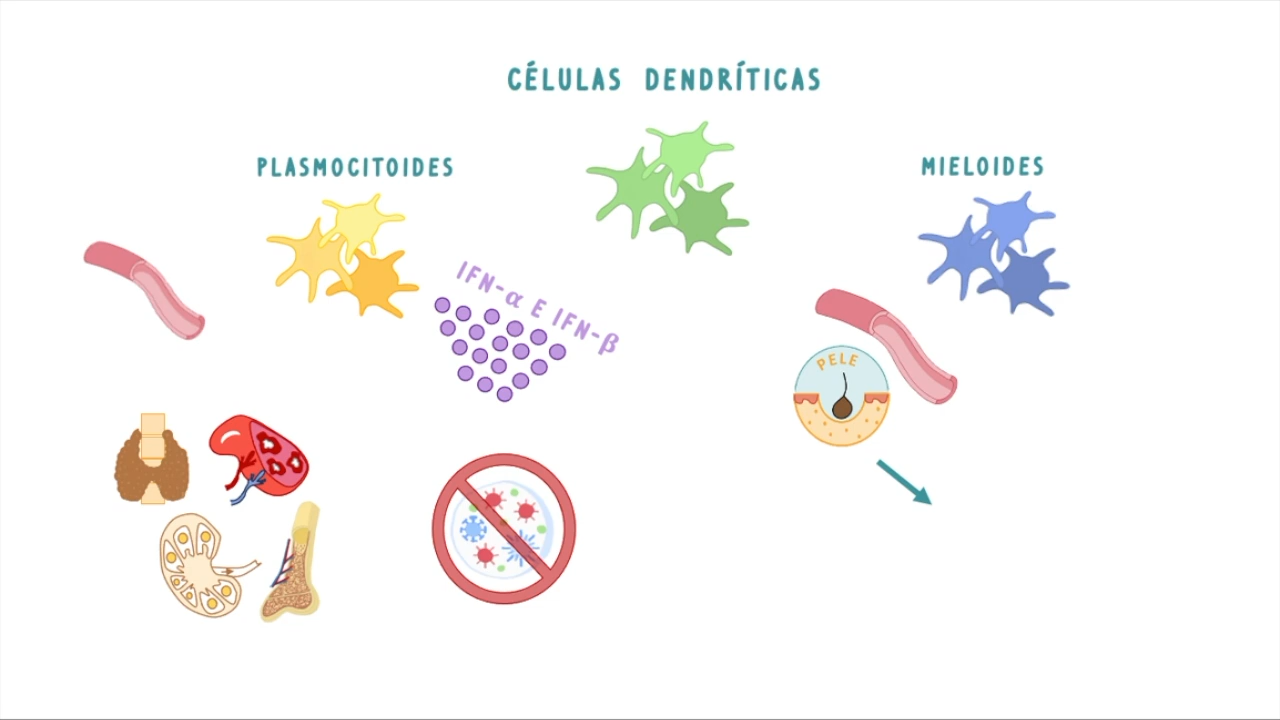 CÉLULAS DENDRÍTICAS
PLASMOCITOIDES
MIELOIDES
IFN-α E IFN-β
PELE